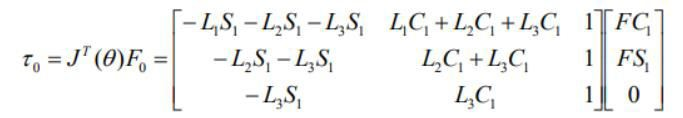 τ₀ = Jᵀ(θ)F₀ = [ −L₁S₁ − L₂S₁ − L₃S₁   L₁C₁ + L₂C₁ + L₃C₁   1 ] [ FC₁ ]
[ −L₂S₁ − L₃S₁   L₂C₁ + L₃C₁   1 ] [ FS₁ ]
[ −L₃S₁   L₃C₁   1 ] [ 0 ]